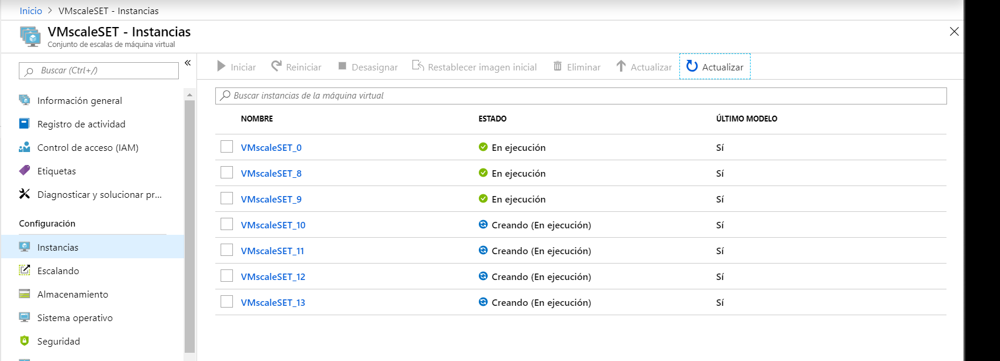 Inicio > VMscaleSET - Instancias
VMscaleSET - Instancias
Conjunto de escalas de máquina virtual
Buscar (Ctrl+/)
«
Información general
Registro de actividad
Control de acceso (IAM)
Etiquetas
Diagnosticar y solucionar pr...
Configuración
Instancias
Escalando
Almacenamiento
Sistema operativo
Seguridad
Iniciar Reiniciar Desasignar Restablecer imagen inicial Eliminar Actualizar Actualizar
Buscar instancias de la máquina virtual
NOMBRE ESTADO ÚLTIMO MODELO
VMscaleSET_0 En ejecución Sí
VMscaleSET_8 En ejecución Sí
VMscaleSET_9 En ejecución Sí
VMscaleSET_10 Creando (En ejecución) Sí
VMscaleSET_11 Creando (En ejecución) Sí
VMscaleSET_12 Creando (En ejecución) Sí
VMscaleSET_13 Creando (En ejecución) Sí